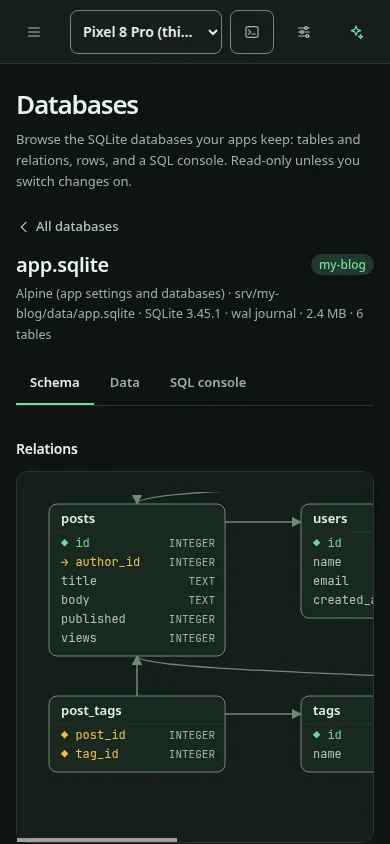 Pixel 8 Pro (thi...
Databases
Browse the SQLite databases your apps keep: tables and
relations, rows, and a SQL console. Read-only unless you
switch changes on.
All databases
app.sqlite
my-blog
Alpine (app settings and databases) · srv/my-
blog/data/app.sqlite · SQLite 3.45.1 · wal journal · 2.4 MB · 6
tables
Schema Data SQL console
Relations
posts
◆ id INTEGER
→ author_id INTEGER
title TEXT
body TEXT
published INTEGER
views INTEGER
users
◆ id
name
email
created_a
post_tags
◆ post_id INTEGER
◆ tag_id INTEGER
tags
◆ id
name